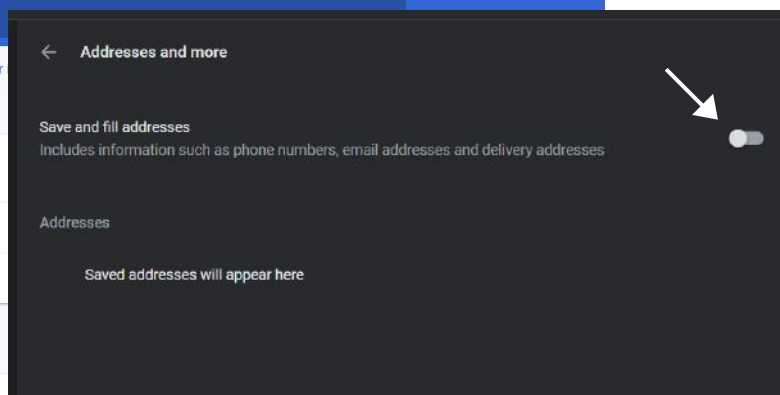 Addresses and more
Save and fill addresses
Includes information such as phone numbers, email addresses and delivery addresses
Addresses
Saved addresses will appear here